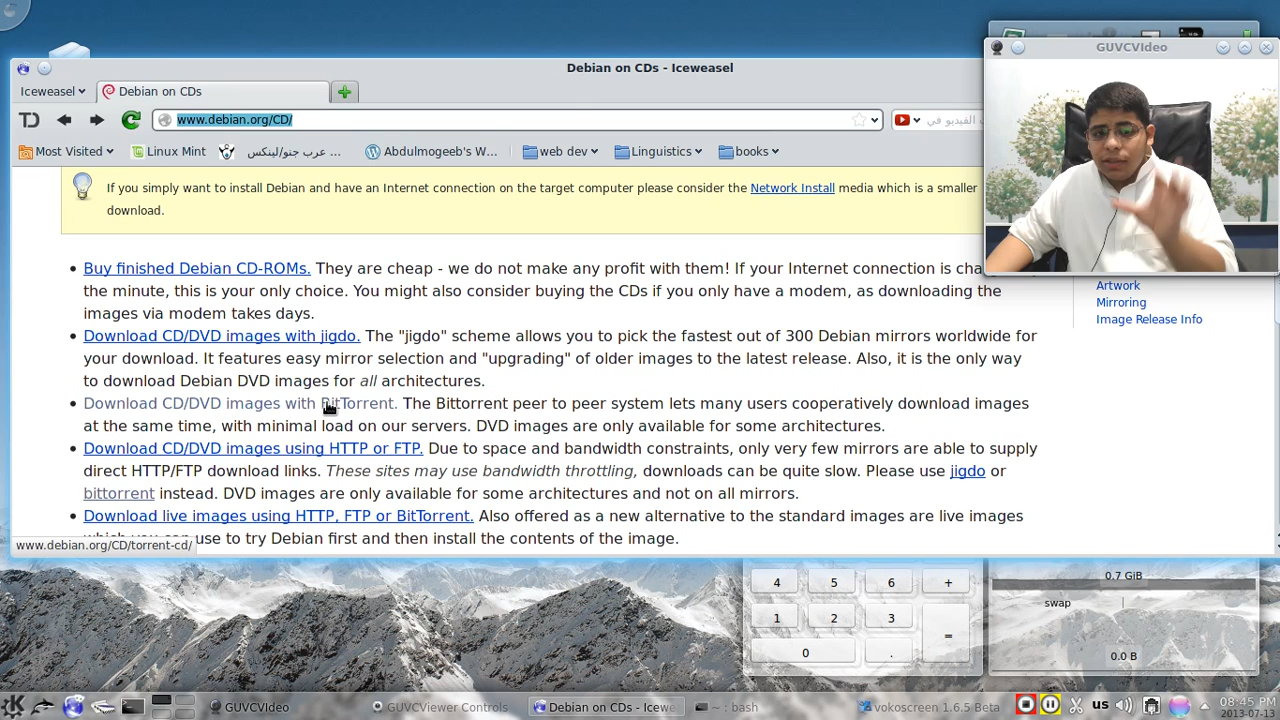 GUVCVIdeo
Debian on CDs - Iceweasel
Iceweasel
Debian on CDs
www.debian.org/CD/
الفيديو في
Most Visited
Linux Mint
عرب جنو/لينكس ...
Abdulmogeeb's W...
web dev
Linguistics
books
If you simply want to install Debian and have an Internet connection on the target computer please consider the Network Install media which is a smaller
download.
Buy finished Debian CD-ROMs. They are cheap - we do not make any profit with them! If your Internet connection is cha
the minute, this is your only choice. You might also consider buying the CDs if you only have a modem, as downloading the
images via modem takes days.
Download CD/DVD images with jigdo. The "jigdo" scheme allows you to pick the fastest out of 300 Debian mirrors worldwide for
your download. It features easy mirror selection and "upgrading" of older images to the latest release. Also, it is the only way
to download Debian DVD images for all architectures.
Download CD/DVD images with BitTorrent. The Bittorrent peer to peer system lets many users cooperatively download images
at the same time, with minimal load on our servers. DVD images are only available for some architectures.
Download CD/DVD images using HTTP or FTP. Due to space and bandwidth constraints, only very few mirrors are able to supply
direct HTTP/FTP download links. These sites may use bandwidth throttling, downloads can be quite slow. Please use jigdo or
bittorrent instead. DVD images are only available for some architectures and not on all mirrors.
Download live images using HTTP, FTP or BitTorrent. Also offered as a new alternative to the standard images are live images
which you can use to try Debian first and then install the contents of the image.
Artwork
Mirroring
Image Release Info
www.debian.org/CD/torrent-cd/
4 5 6 +
1 2 3
=
0 .
0.7 GiB
swap
0.0 B
GUVCVIdeo
GUVCViewer Controls
Debian on CDs - Icewe
~ : bash
vokoscreen 1.6.5 Beta
us
08:45 PM
2013-07-13